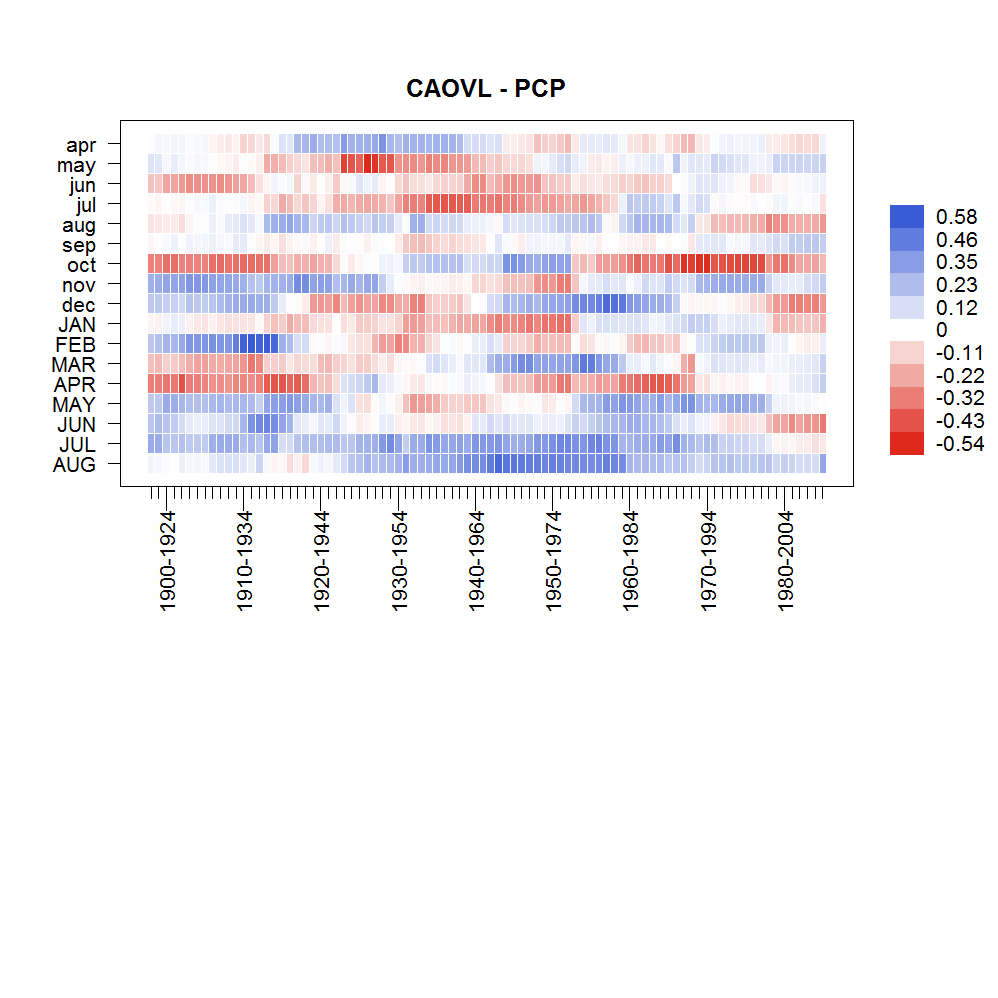 CAOVL - PCP
apr
may
jun
jul
aug
sep
oct
nov
dec
JAN
FEB
MAR
APR
MAY
JUN
JUL
AUG
0.58
0.46
0.35
0.23
0.12
0
-0.11
-0.22
-0.32
-0.43
-0.54
1900-1924
1910-1934
1920-1944
1930-1954
1940-1964
1950-1974
1960-1984
1970-1994
1980-2004